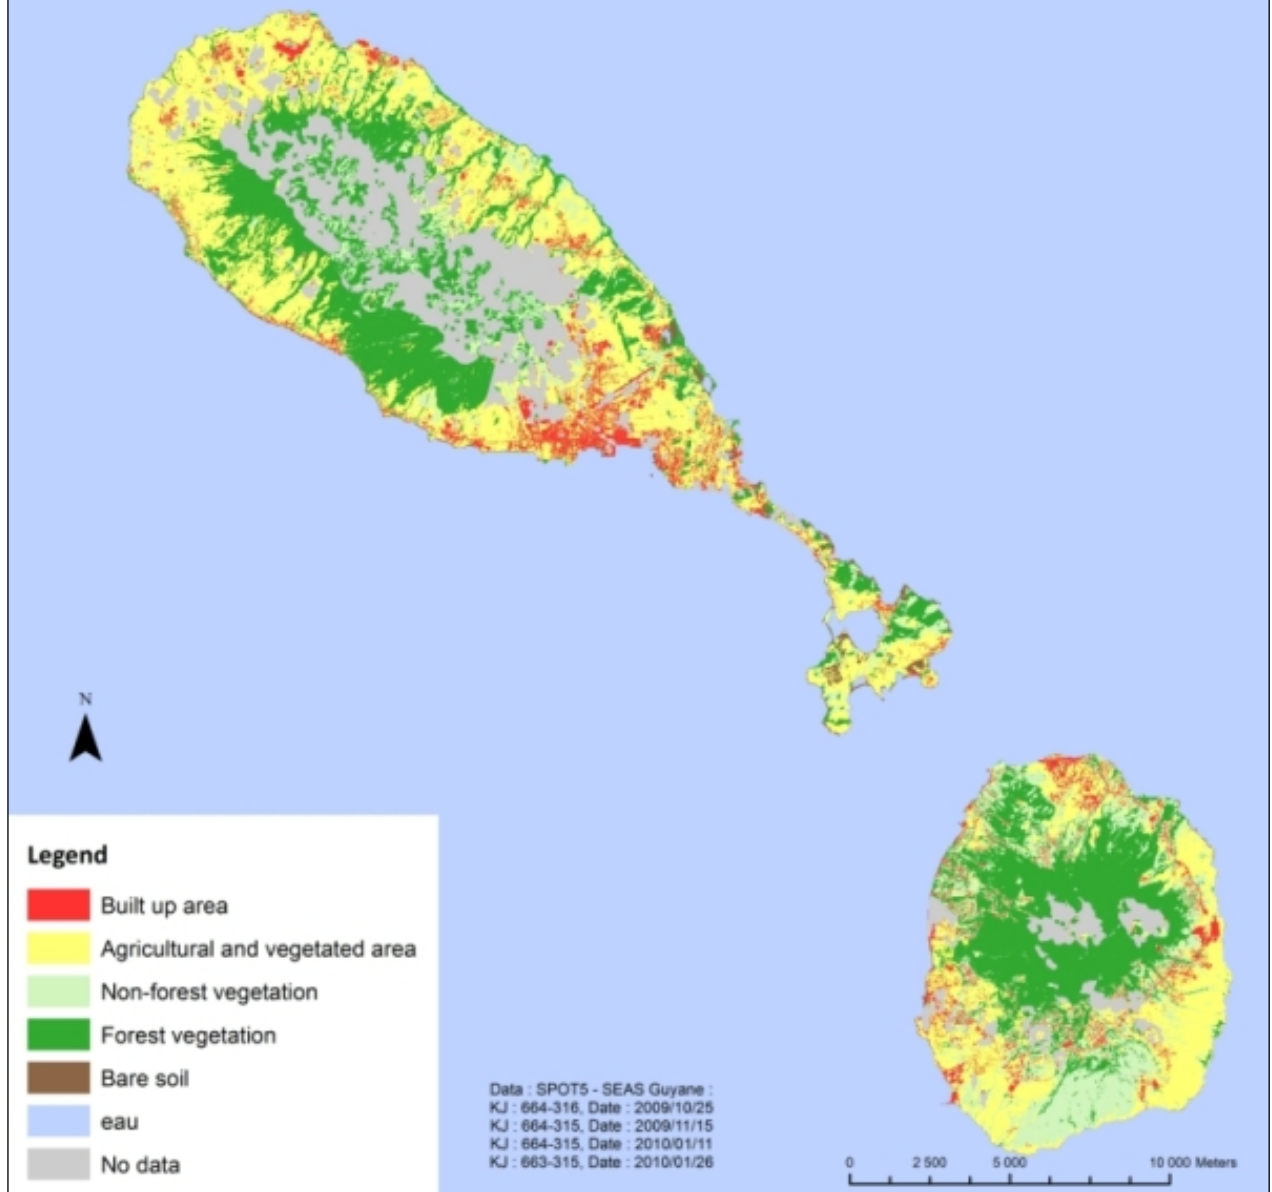 N
Legend
Built up area
Agricultural and vegetated area
Non-forest vegetation
Forest vegetation
Bare soil
eau
No data
Data : SPOT5 - SEAS Guyane :
KJ : 664-316, Date : 2009/10/25
KJ : 664-315, Date : 2009/11/15
KJ : 664-315, Date : 2010/01/11
KJ : 663-315, Date : 2010/01/26
0 2 500 5 000 10 000 Meters